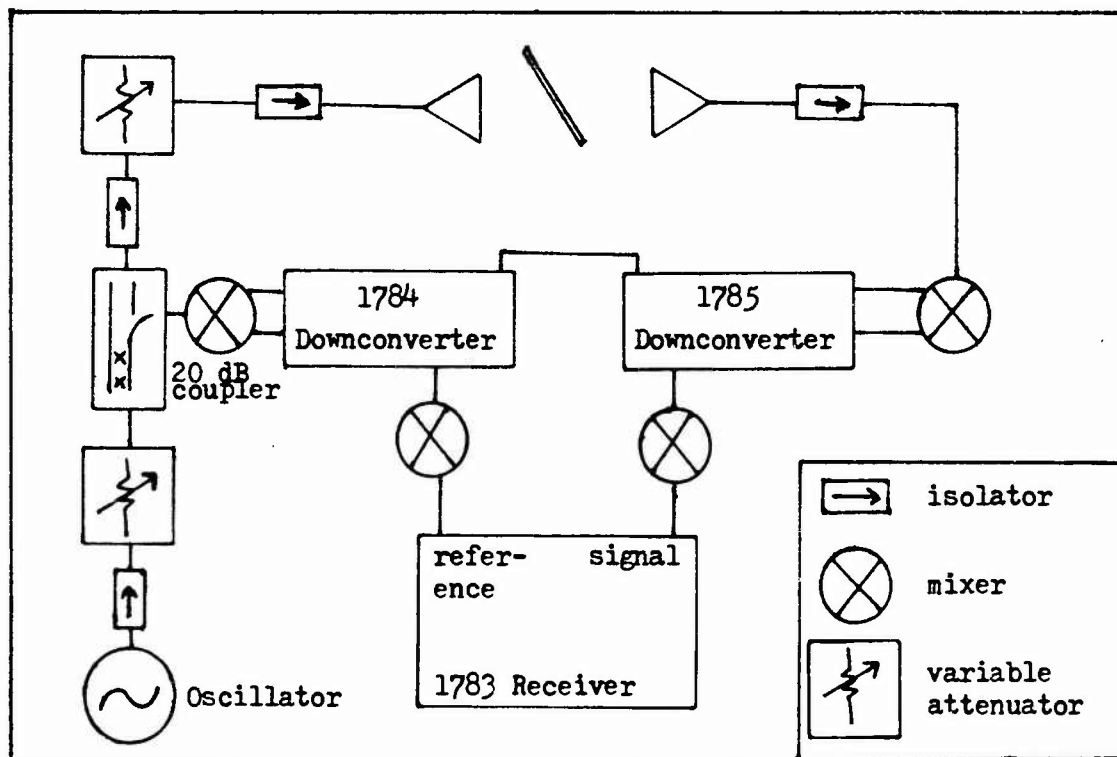 1784
Downconverter
1785
Downconverter
20 dB
coupler
refer-
ence
signal
1783 Receiver
Oscillator
isolator
mixer
variable
attenuator